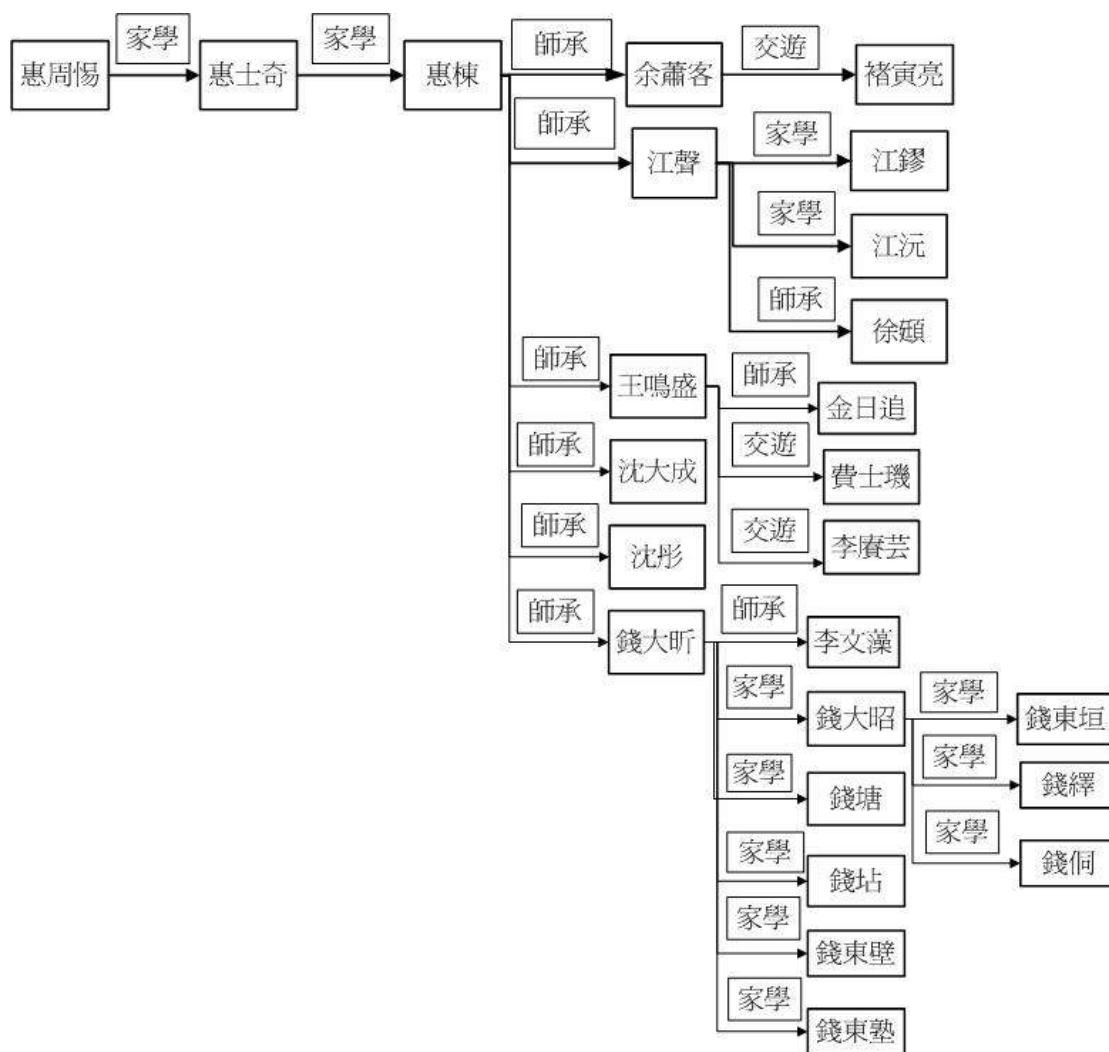 家學
家學
師承
交遊
惠周惕
惠士奇
惠棟
余蕭客
褚寅亮
師承
江聲
家學
江鏐
家學
江沅
師承
徐頲
師承
王鳴盛
師承
金日追
師承
沈大成
交遊
費士璣
師承
沈彤
交遊
李賡芸
師承
錢大昕
師承
李文藻
家學
錢大昭
家學
錢東垣
家學
錢塘
家學
錢繹
家學
錢坫
家學
錢侗
家學
錢東壁
家學
錢東塾